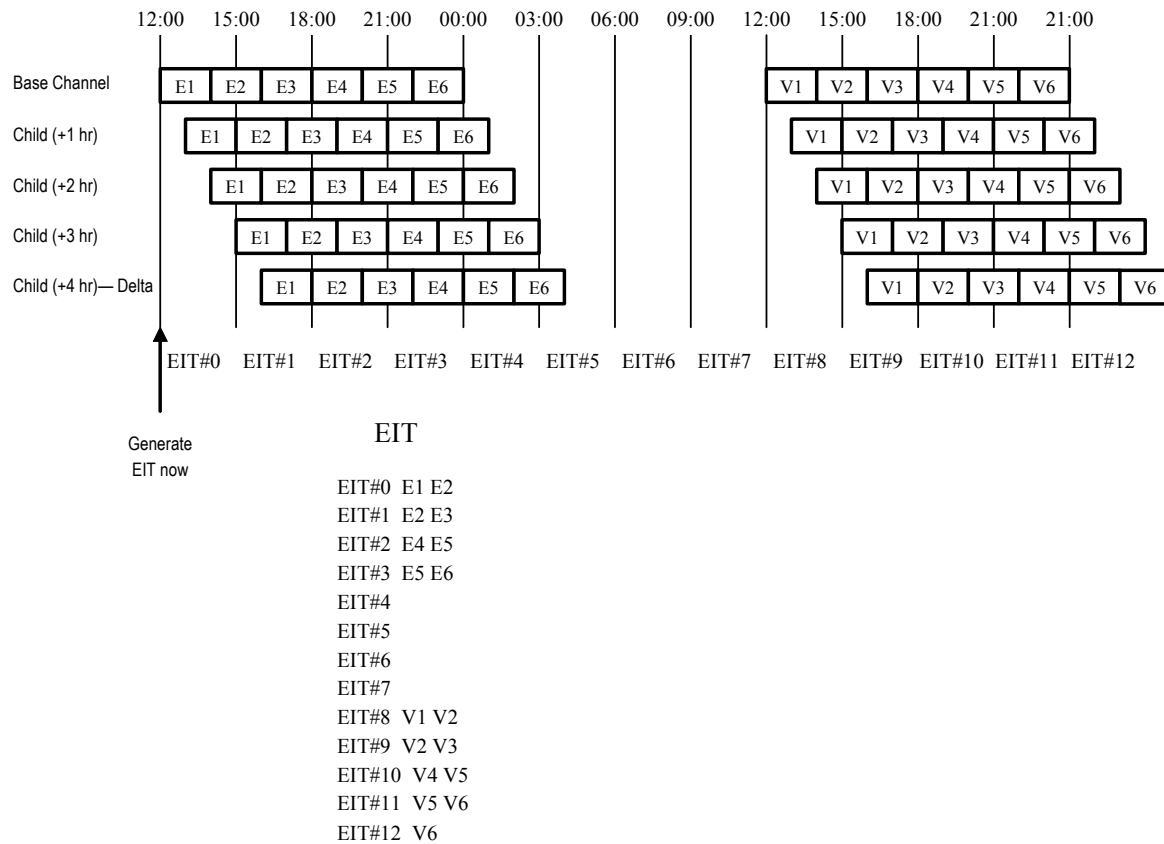 12:00 15:00 18:00 21:00 00:00 03:00 06:00 09:00 12:00 15:00 18:00 21:00
Base Channel E1 E2 E3 E4 E5 E6 V1 V2 V3 V4 V5 V6
Child (+1 hr) E1 E2 E3 E4 E5 E6 V1 V2 V3 V4 V5 V6
Child (+2 hr) E1 E2 E3 E4 E5 E6 V1 V2 V3 V4 V5 V6
Child (+3 hr) E1 E2 E3 E4 E5 E6 V1 V2 V3 V4 V5 V6
Child (+4 hr)— Delta E1 E2 E3 E4 E5 E6 V1 V2 V3 V4 V5 V6
EIT#0 EIT#1 EIT#2 EIT#3 EIT#4 EIT#5 EIT#6 EIT#7 EIT#8 EIT#9 EIT#10 EIT#11 EIT#12
Generate
EIT now
EIT
EIT#0 E1 E2
EIT#1 E2 E3
EIT#2 E4 E5
EIT#3 E5 E6
EIT#4
EIT#5
EIT#6
EIT#7
EIT#8 V1 V2
EIT#9 V2 V3
EIT#10 V4 V5
EIT#11 V5 V6
EIT#12 V6